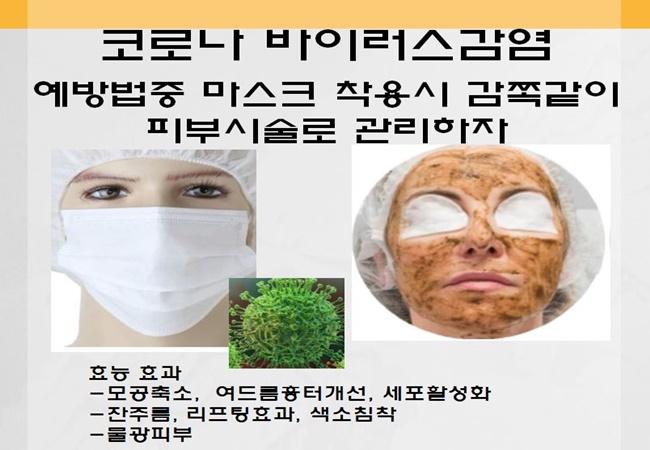 코로나 바이러스감염
예방법중 마스크 착용시 감쪽같이
피부시술로 관리하자
효능 효과
-모공축소, 여드름흉터개선, 세포활성화
-잔주름, 리프팅효과, 색소침착
-물광피부